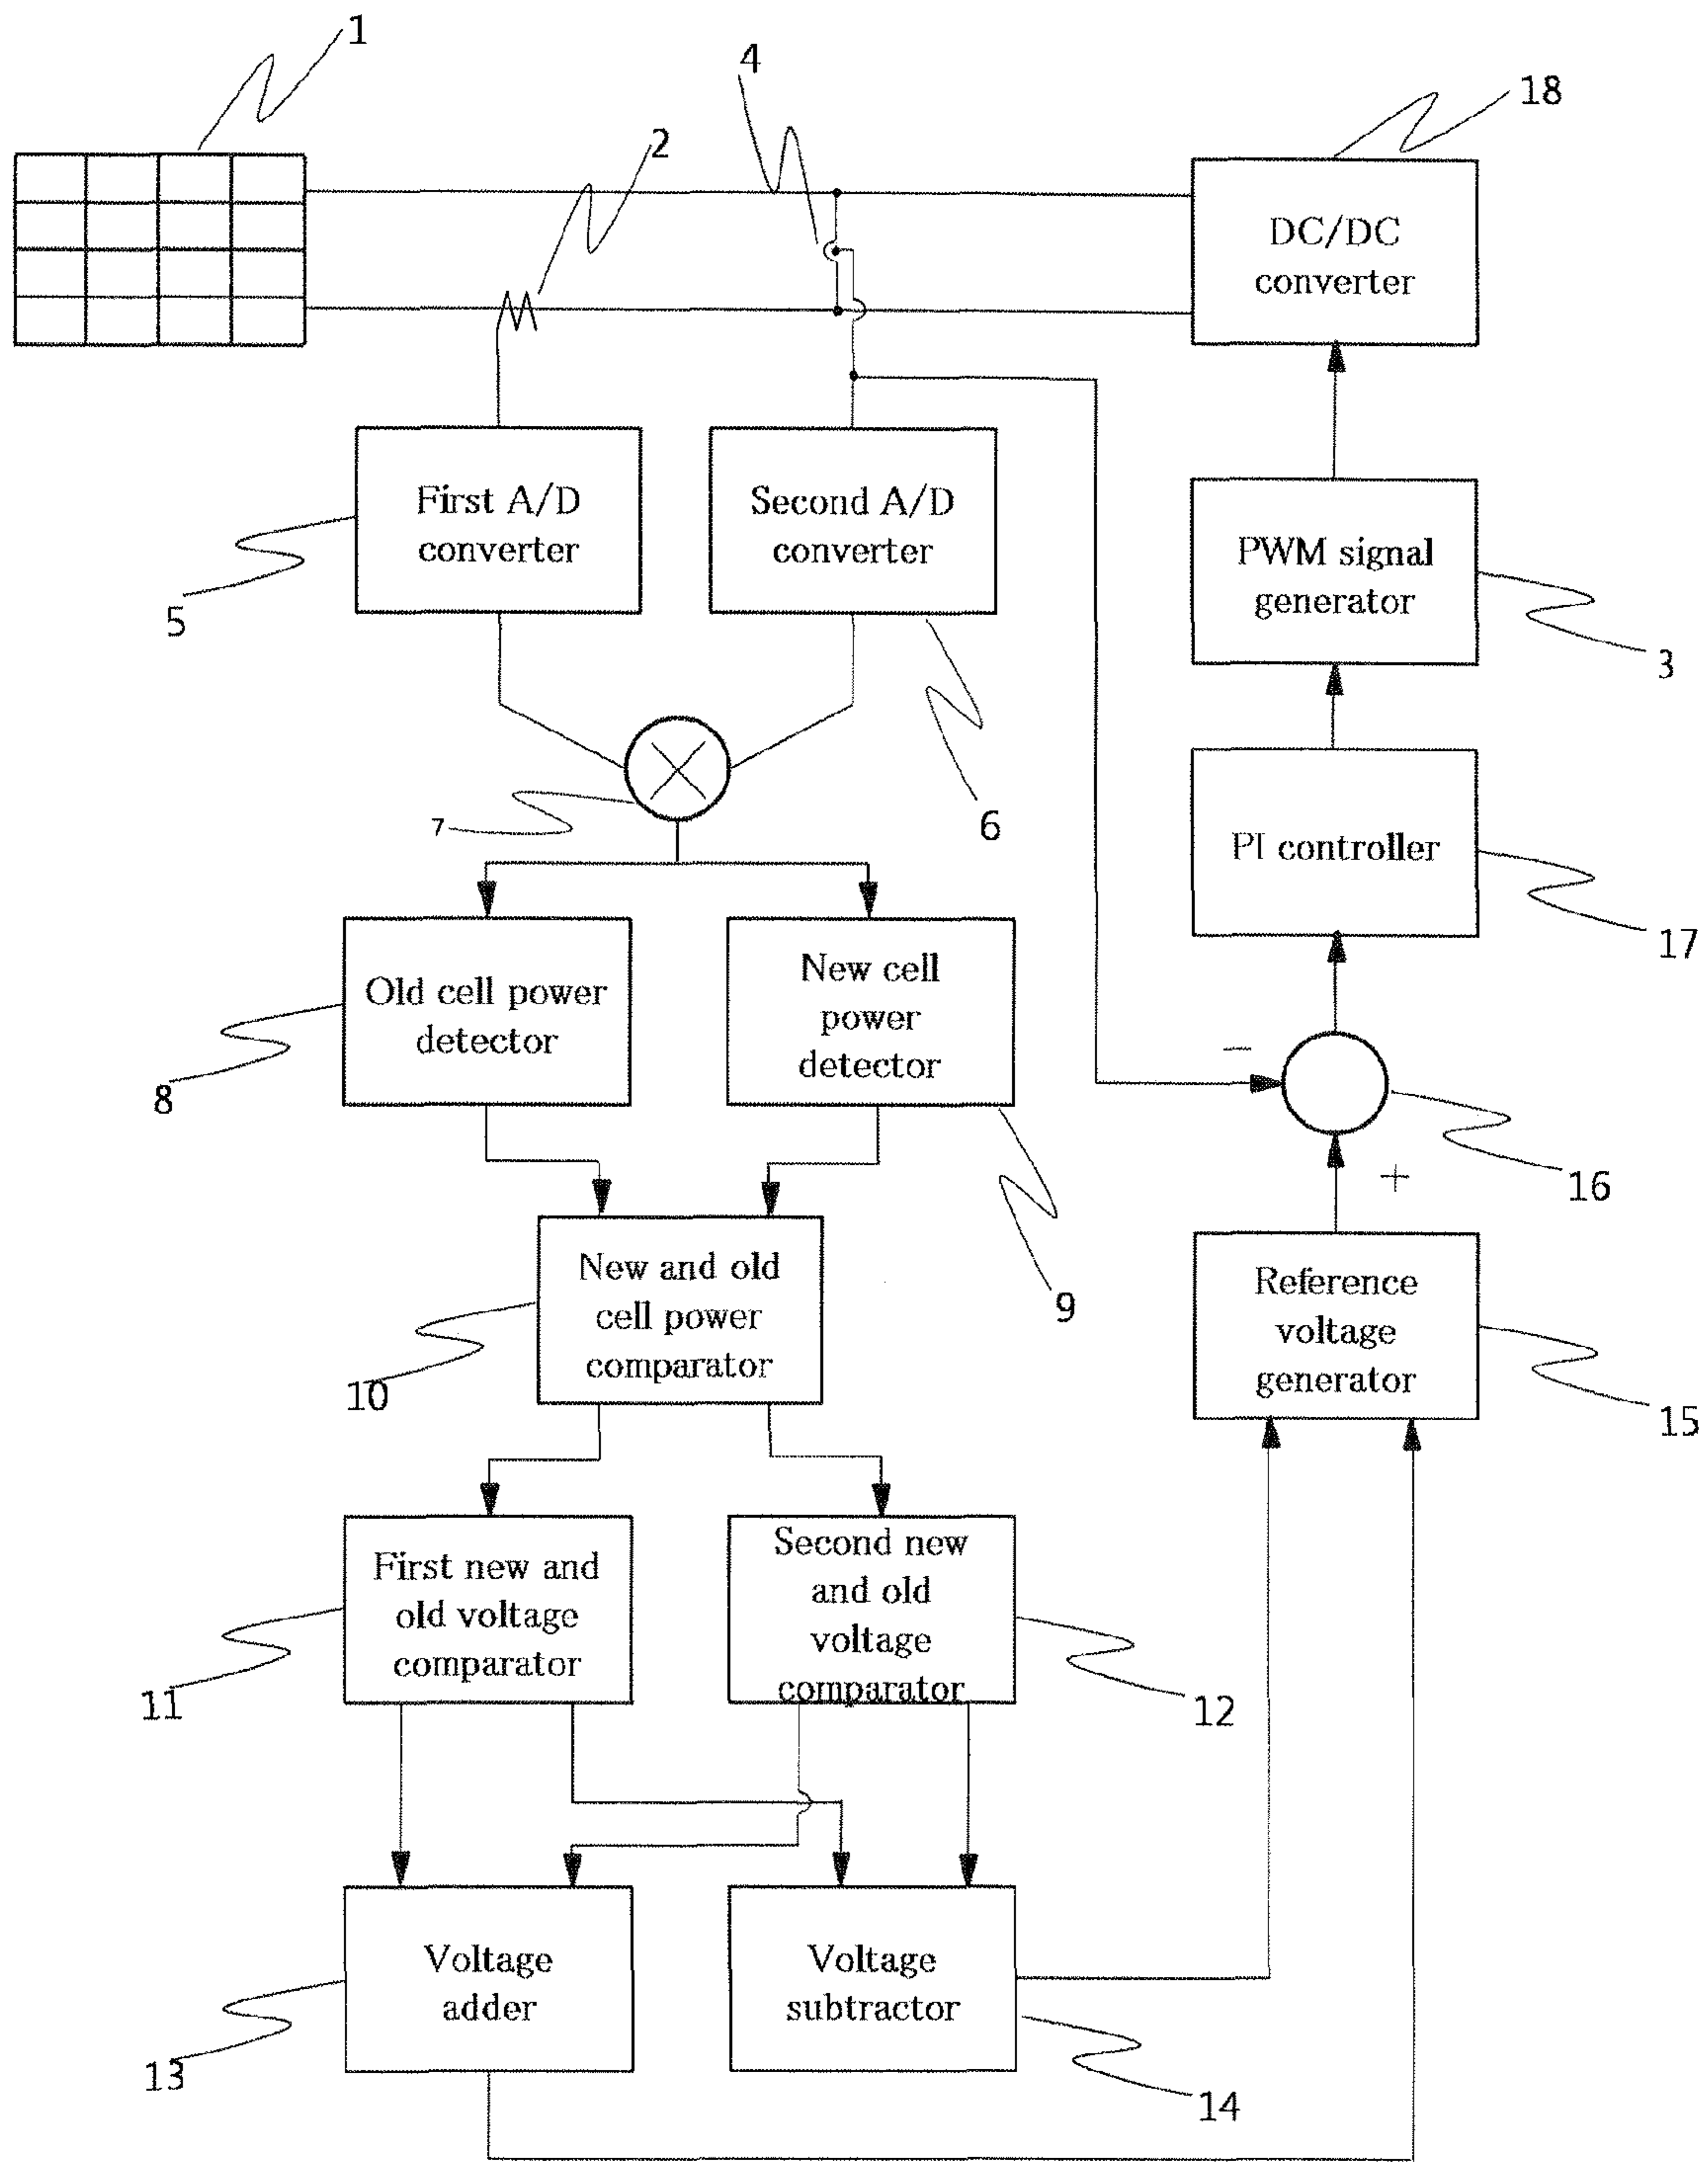 1
4
18
2
DC/DC
converter
First A/D
converter
Second A/D
converter
PWM signal
generator
5
3
6
7
PI controller
17
Old cell power
detector
New cell
power
detector
8
−
16
+
New and old
cell power
comparator
9
10
Reference
voltage
generator
15
First new and
old voltage
comparator
Second new
and old
voltage
comparator
11
12
Voltage
adder
Voltage
subtractor
13
14